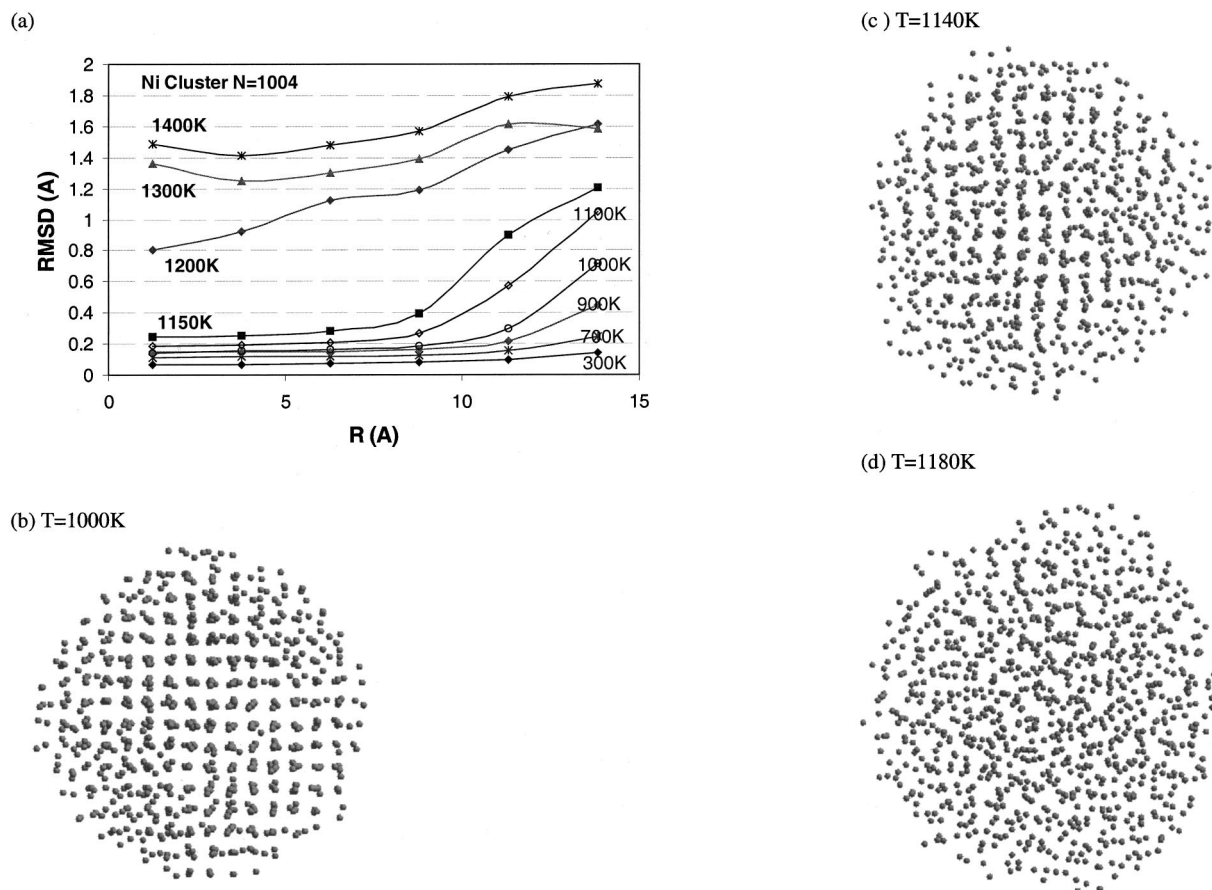 (a)
Ni Cluster N=1004
2
1.8
1.6
1.4
1.2
1
0.8
0.6
0.4
0.2
0
RMSD (A)
1400K
1300K
1200K
1150K
1100K
1000K
900K
700K
300K
0
5
10
15
R (A)
(b) T=1000K
(c ) T=1140K
(d) T=1180K